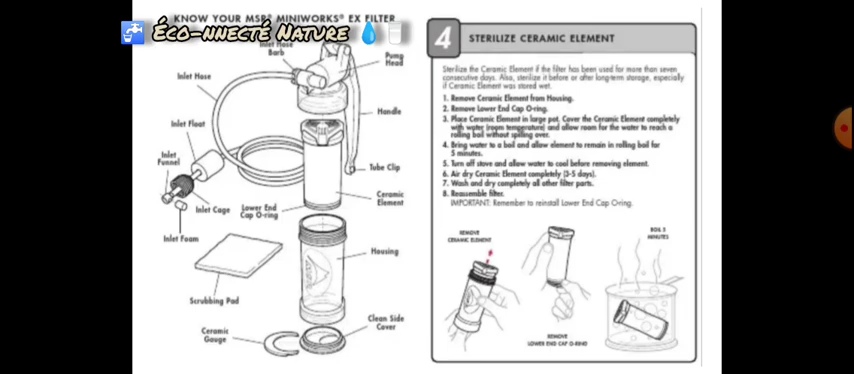 KNOW YOUR MSR® MINIWORKS® EX FILTER
🚰 Éco-nnecté Nature 💧🥛
Inlet Hose
Barb
Pump
Head
Inlet Hose
Handle
Inlet Float
Inlet
Funnel
Tube Clip
Ceramic
Element
Inlet Cage
Lower End
Cap O-ring
Inlet Foam
Housing
Scrubbing Pad
Clean Side
Cover
Ceramic
Gauge
4 STERILIZE CERAMIC ELEMENT
Sterilize the Ceramic Element if the filter has been used for more than seven
consecutive days. Also, sterilize it before or after long-term storage, especially
if Ceramic Element was stored wet.
1. Remove Ceramic Element from Housing.
2. Remove Lower End Cap O-ring.
3. Place Ceramic Element in large pot. Cover the Ceramic Element completely
with water (room temperature) and allow room for the water to reach a
rolling boil without spilling over.
4. Bring water to a boil and allow element to remain in rolling boil for
5 minutes.
5. Turn off stove and allow water to cool before removing element.
6. Air dry Ceramic Element completely (3-5 days).
7. Wash and dry completely all other filter parts.
8. Reassemble filter.
IMPORTANT: Remember to reinstall Lower End Cap O-ring.
REMOVE
CERAMIC ELEMENT
BOIL 5
MINUTES
REMOVE
LOWER END CAP O-RING